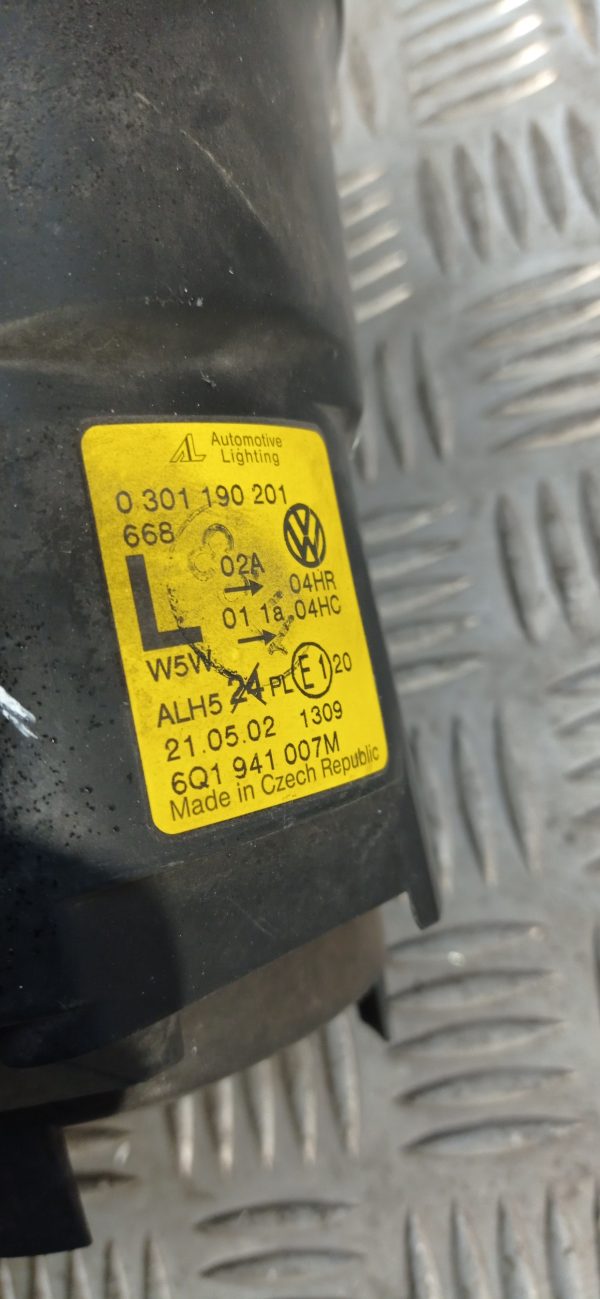 AL Automotive
Lighting
0 301 190 201
668
L
02A
04HR
01 1a 04HC
W5W
ALH5 24 PL E1 20
21.05.02 1309
6Q1 941 007M
Made in Czech Republic